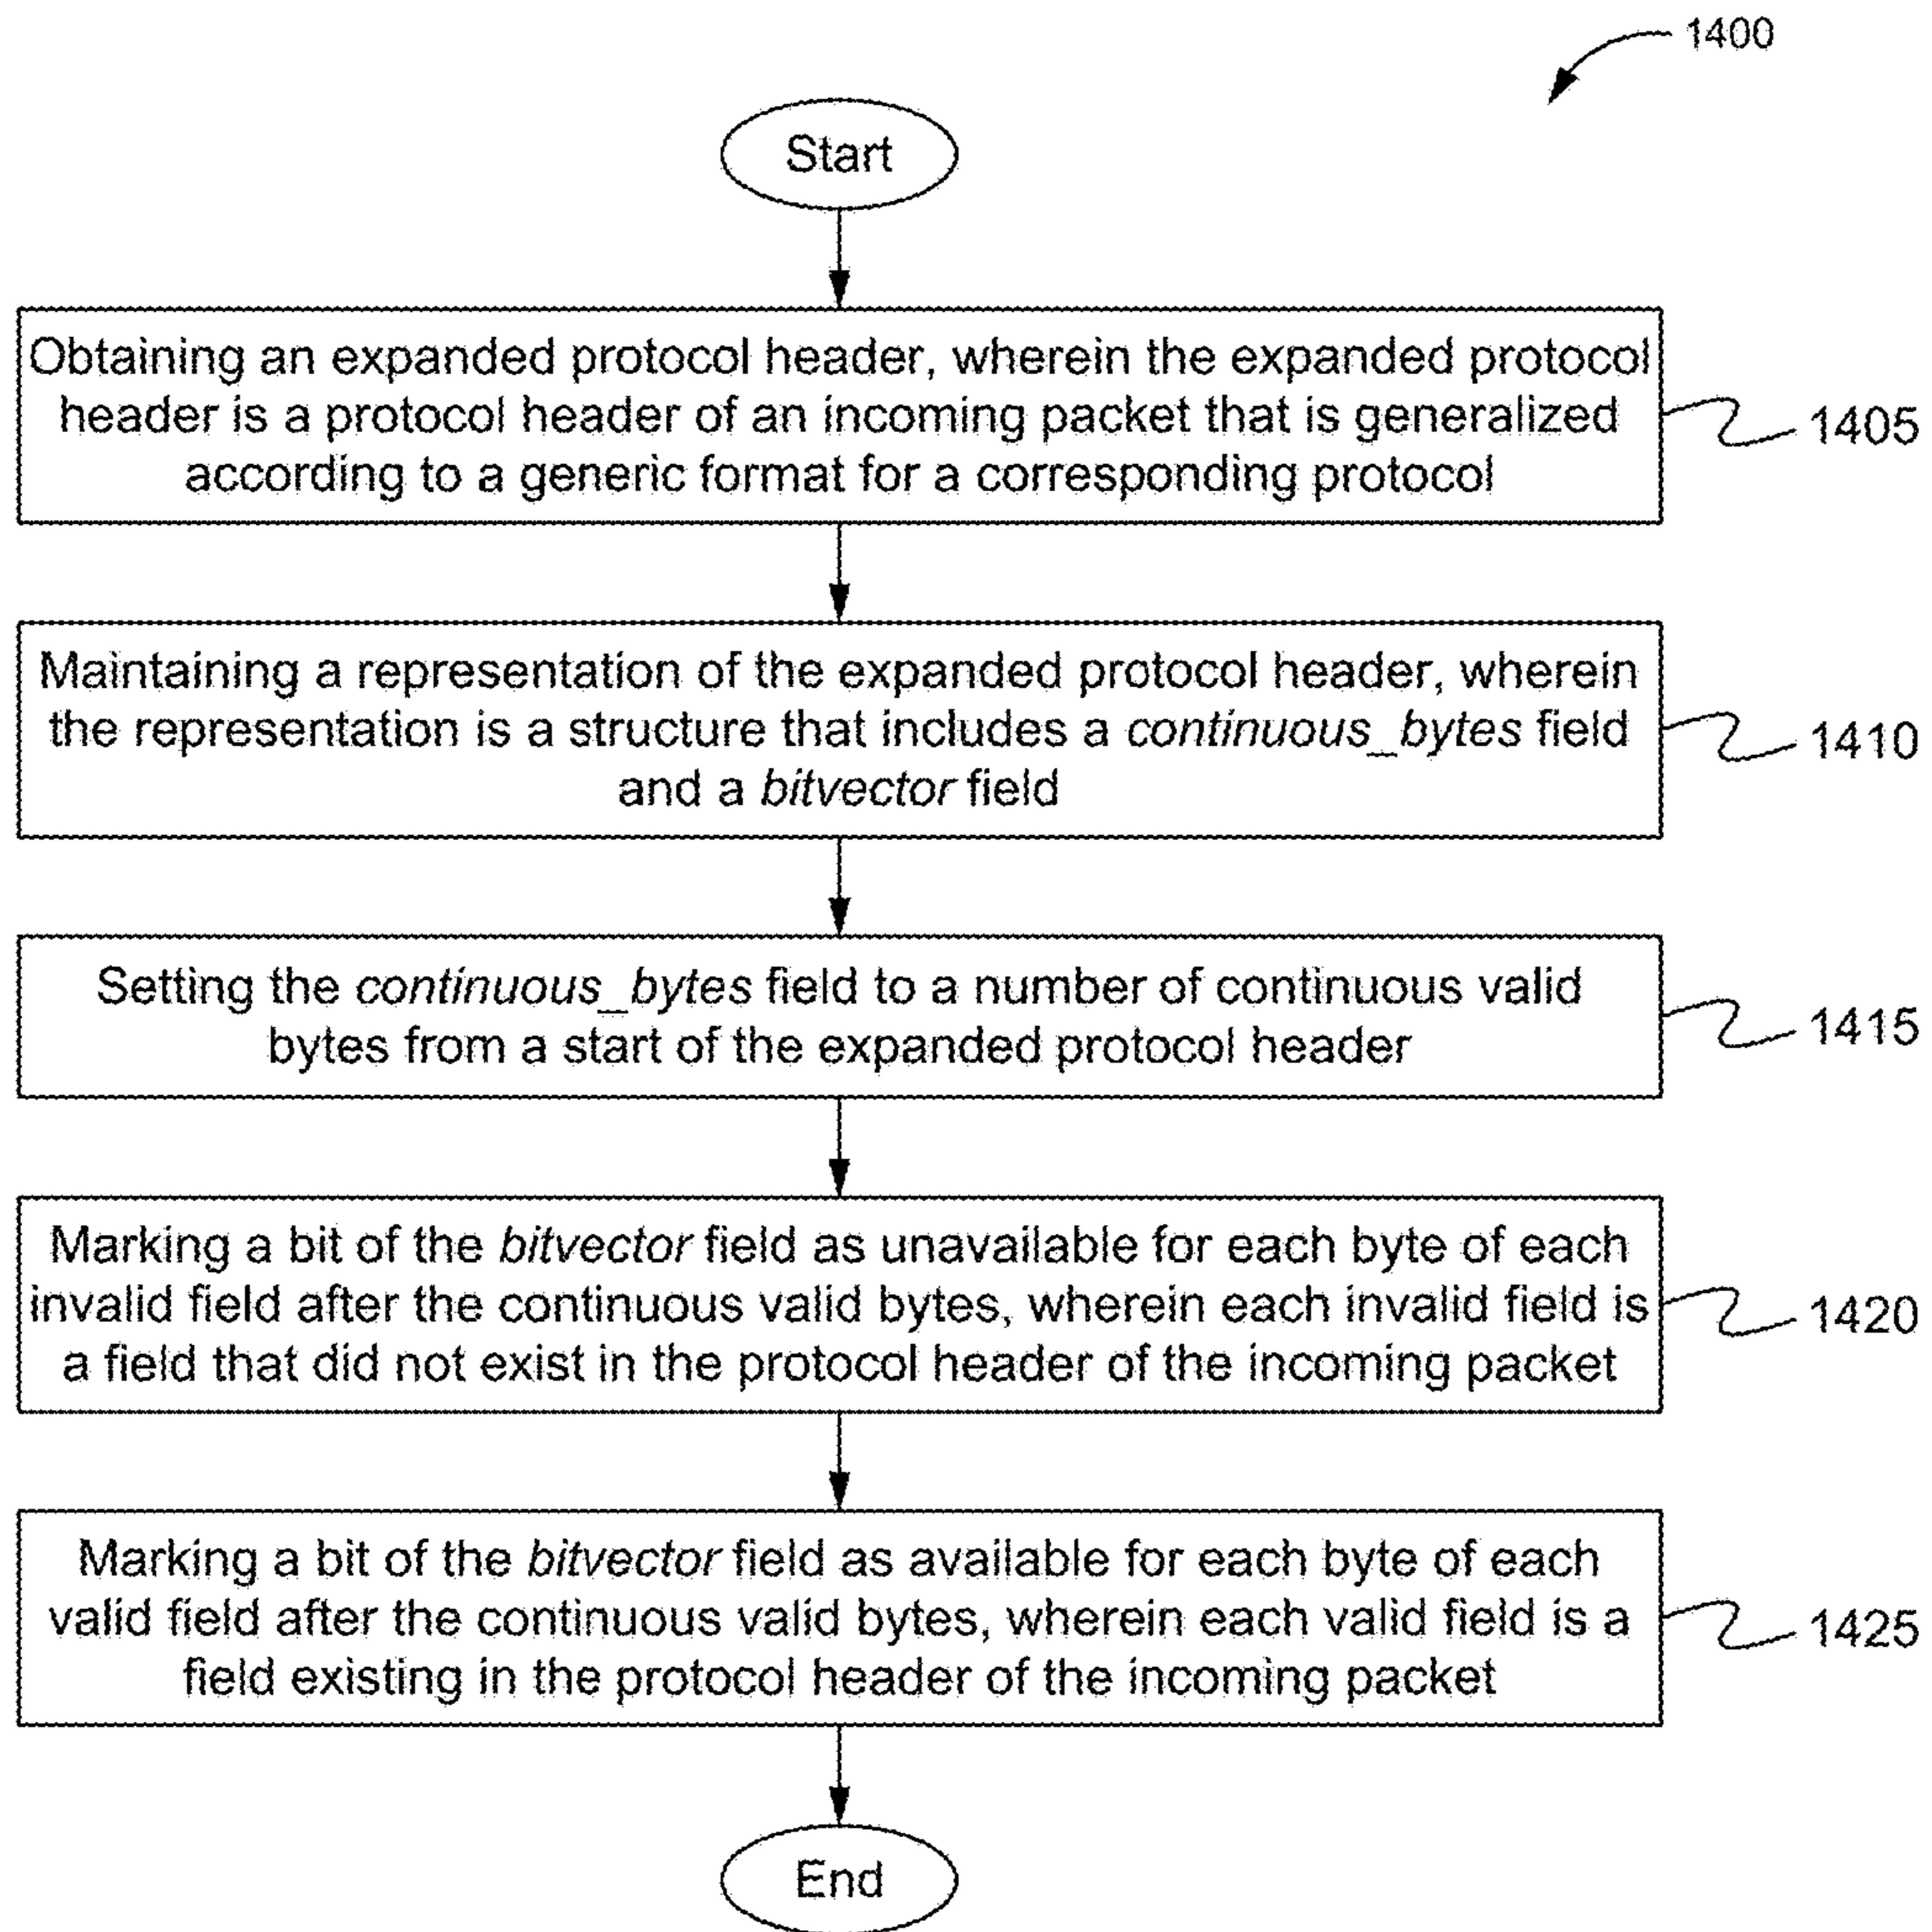 1400
Start
Obtaining an expanded protocol header, wherein the expanded protocol
header is a protocol header of an incoming packet that is generalized
according to a generic format for a corresponding protocol
1405
Maintaining a representation of the expanded protocol header, wherein
the representation is a structure that includes a continuous_bytes field
and a bitvector field
1410
Setting the continuous_bytes field to a number of continuous valid
bytes from a start of the expanded protocol header
1415
Marking a bit of the bitvector field as unavailable for each byte of each
invalid field after the continuous valid bytes, wherein each invalid field is
a field that did not exist in the protocol header of the incoming packet
1420
Marking a bit of the bitvector field as available for each byte of each
valid field after the continuous valid bytes, wherein each valid field is a
field existing in the protocol header of the incoming packet
1425
End